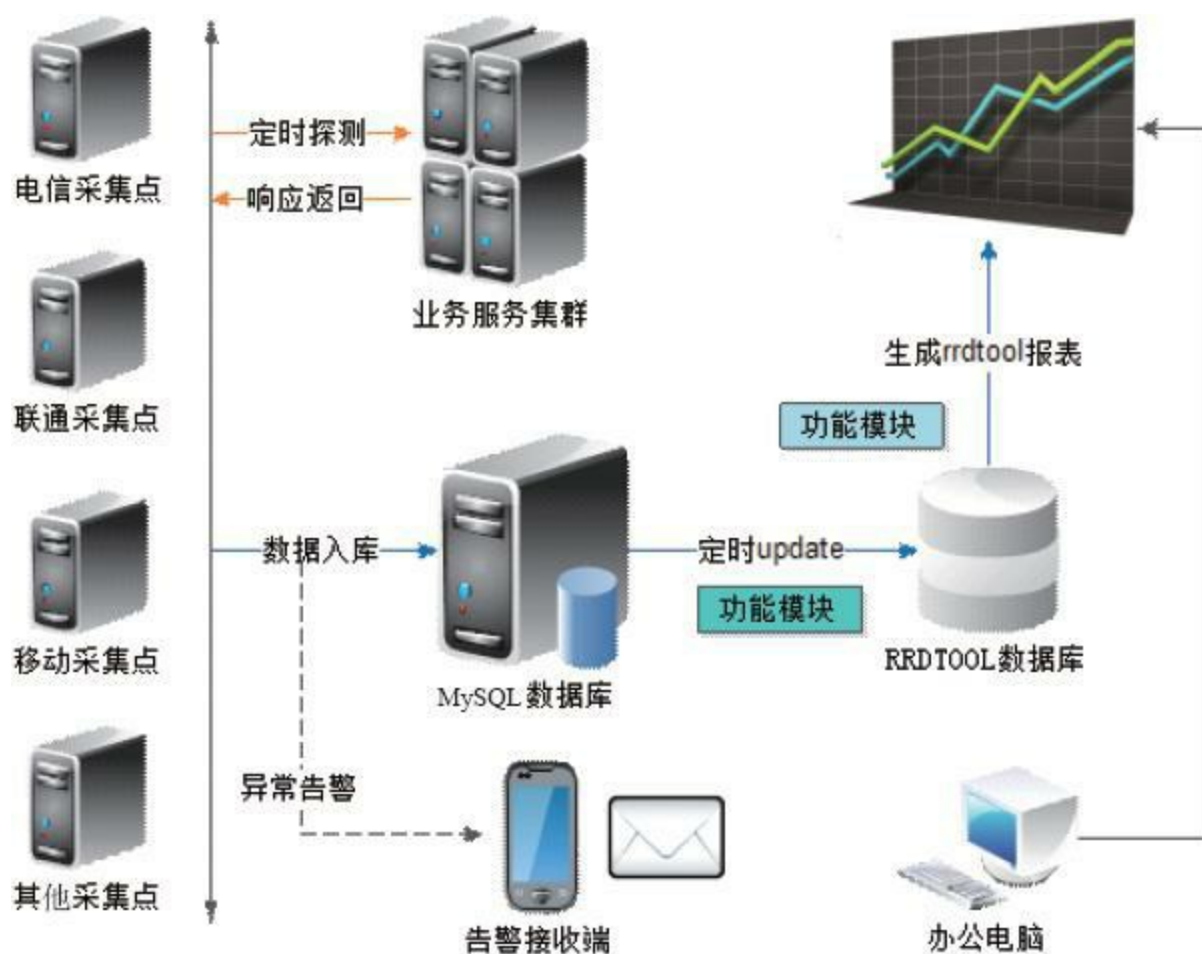 电信采集点
联通采集点
移动采集点
其他采集点
定时探测
响应返回
业务服务集群
生成rrdtool报表
功能模块
数据入库
MySQL 数据库
定时update
功能模块
RRDTOOL数据库
异常告警
告警接收端
办公电脑